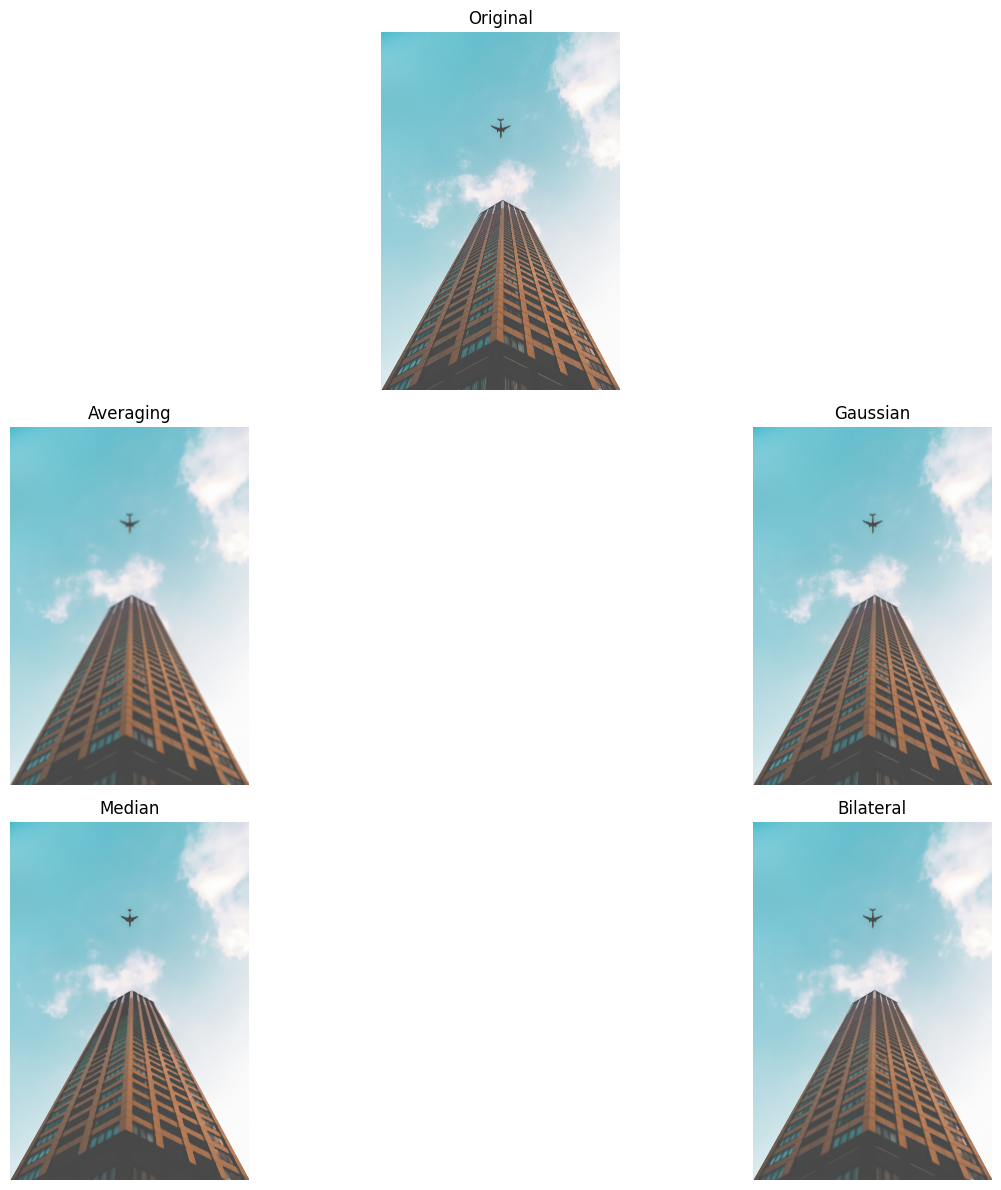 Original
Averaging
Gaussian
Median
Bilateral